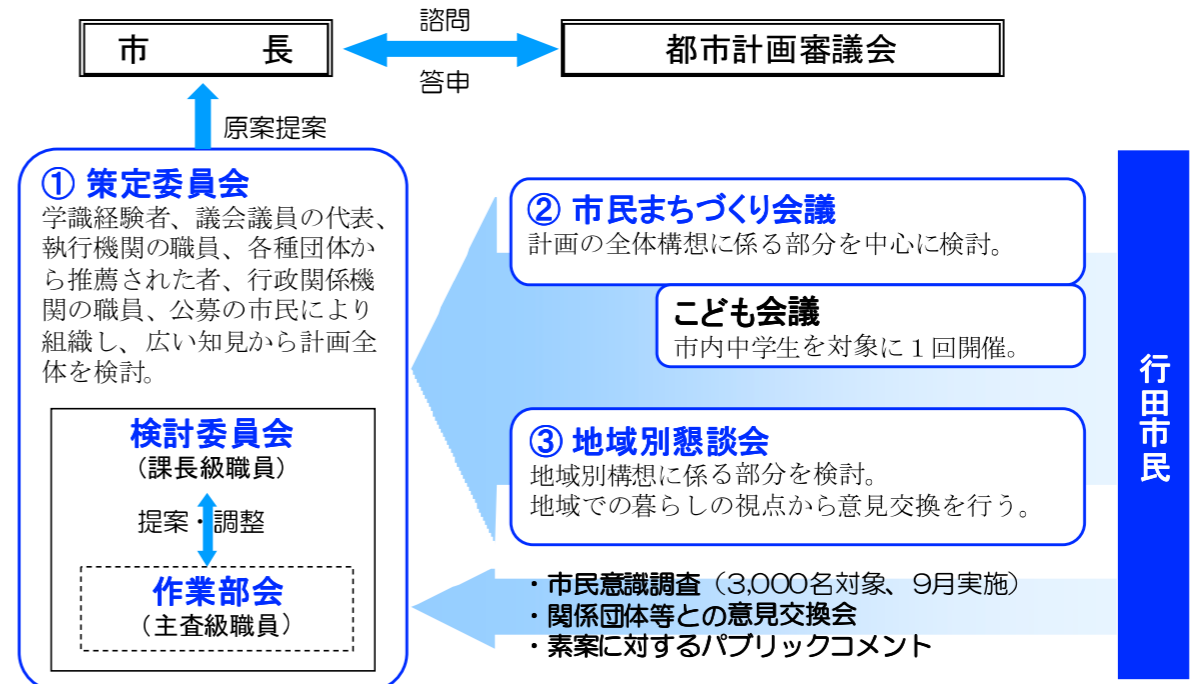 諮問
市　長
都市計画審議会
答申
原案提案
① 策定委員会
学識経験者、議会議員の代表、
執行機関の職員、各種団体か
ら推薦された者、行政関係機
関の職員、公募の市民により
組織し、広い知見から計画全
体を検討。
検討委員会
（課長級職員）
提案・調整
作業部会
（主査級職員）
② 市民まちづくり会議
計画の全体構想に係る部分を中心に検討。
こども会議
市内中学生を対象に１回開催。
③ 地域別懇談会
地域別構想に係る部分を検討。
地域での暮らしの視点から意見交換を行う。
・市民意識調査（3,000名対象、9月実施）
・関係団体等との意見交換会
・素案に対するパブリックコメント
行田市民